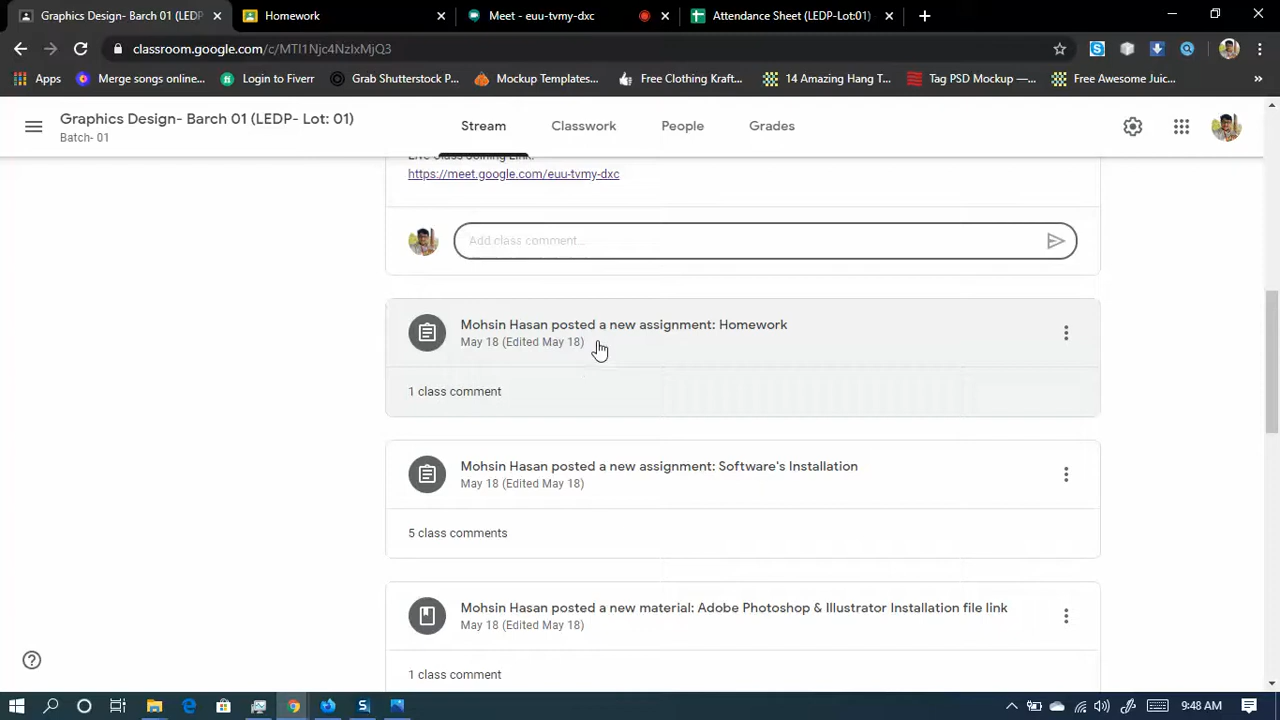 Graphics Design- Barch 01 (LEDP
Homework
Meet - euu-tvmy-dxc
Attendance Sheet (LEDP-Lot:01)
classroom.google.com/c/MTI1Njc4NzIxMjQ3
Apps
Merge songs online...
Login to Fiverr
Grab Shutterstock P...
Mockup Templates...
Free Clothing Kraft...
14 Amazing Hang T...
Tag PSD Mockup —...
Free Awesome Juic...
»
Graphics Design- Barch 01 (LEDP- Lot: 01)
Batch- 01
Stream
Classwork
People
Grades
Live Class Joining Link:
https://meet.google.com/euu-tvmy-dxc
Add class comment...
Mohsin Hasan posted a new assignment: Homework
May 18 (Edited May 18)
1 class comment
Mohsin Hasan posted a new assignment: Software's Installation
May 18 (Edited May 18)
5 class comments
Mohsin Hasan posted a new material: Adobe Photoshop & Illustrator Installation file link
May 18 (Edited May 18)
1 class comment
9:48 AM